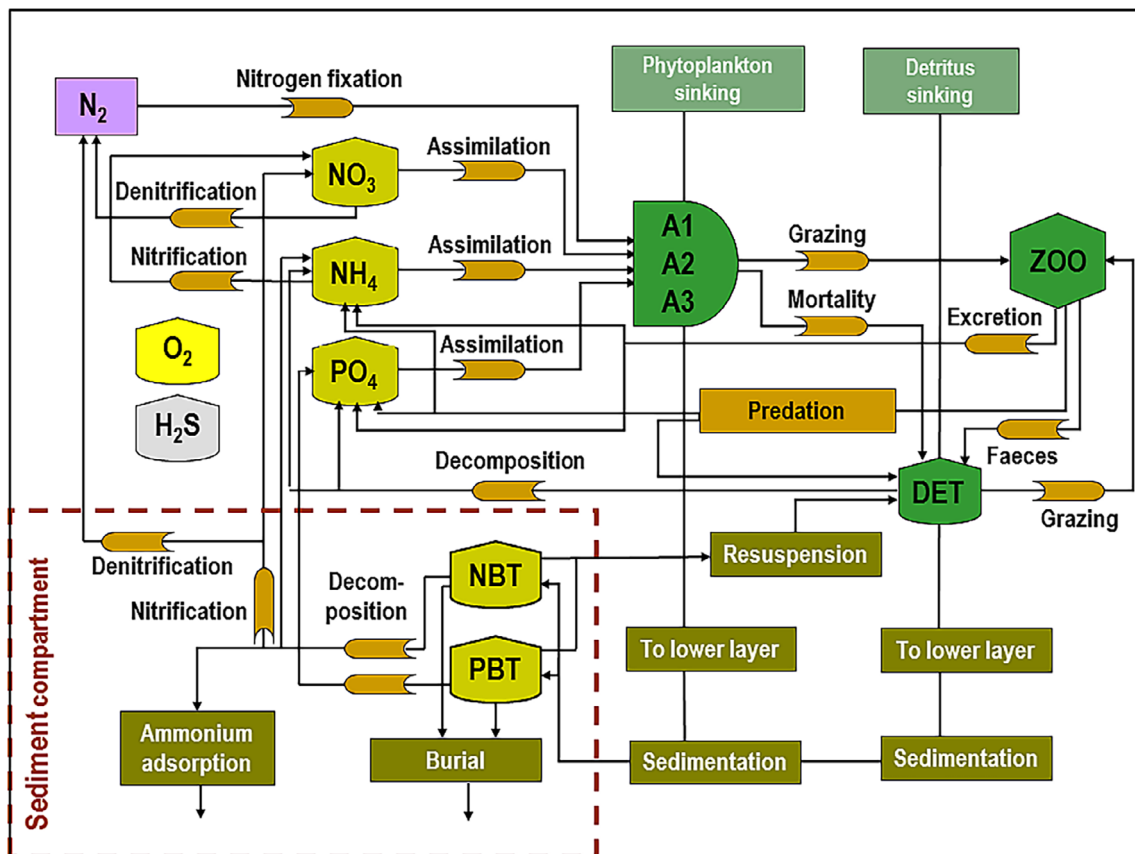 Phytoplankton
sinking
Detritus
sinking
Nitrogen fixation
N₂
NO₃
Assimilation
Denitrification
A1
A2
A3
Grazing
ZOO
Nitrification
NH₄
Assimilation
Mortality
Excretion
O₂
PO₄
Assimilation
H₂S
Predation
Faeces
Decomposition
DET
Grazing
Denitrification
Nitrification
Decom-
position
NBT
Resuspension
PBT
To lower layer
To lower layer
Sediment compartment
Ammonium
adsorption
Burial
Sedimentation
Sedimentation